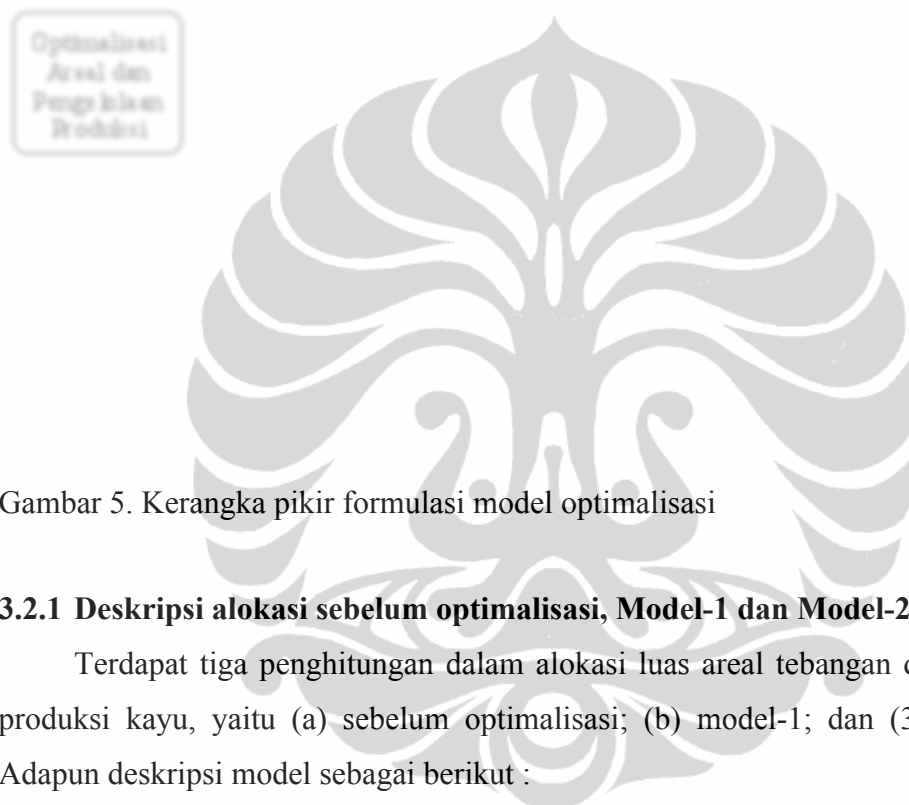 Optimalisasi
Areal dan
Pengelolaan
Produksi
Gambar 5. Kerangka pikir formulasi model optimalisasi
3.2.1 Deskripsi alokasi sebelum optimalisasi, Model-1 dan Model-2
Terdapat tiga penghitungan dalam alokasi luas areal tebangan
produksi kayu, yaitu (a) sebelum optimalisasi; (b) model-1; dan (3
Adapun deskripsi model sebagai berikut :